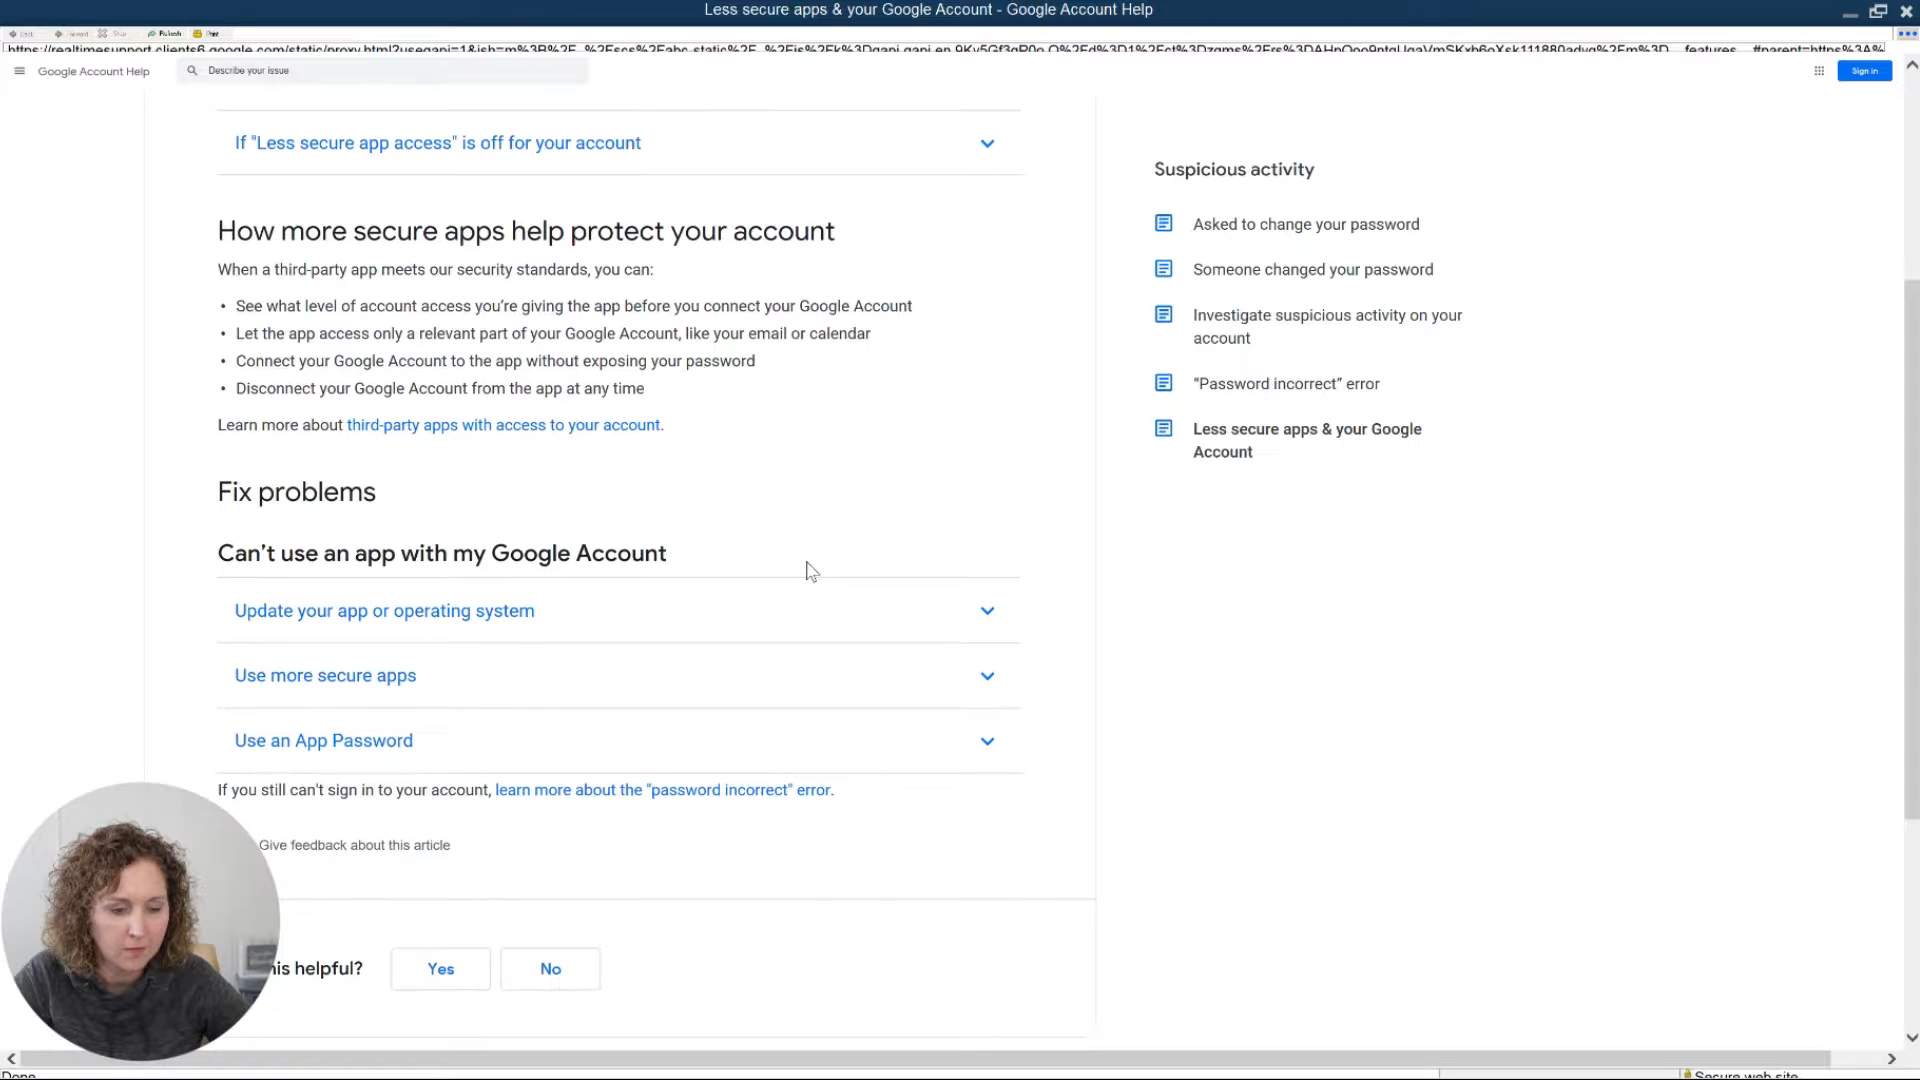 Less secure apps & your Google Account - Google Account Help
Refresh
Print
Google Account Help
Describe your issue
Sign in
If "Less secure app access" is off for your account
How more secure apps help protect your account
When a third-party app meets our security standards, you can:
• See what level of account access you're giving the app before you connect your Google Account
• Let the app access only a relevant part of your Google Account, like your email or calendar
• Connect your Google Account to the app without exposing your password
• Disconnect your Google Account from the app at any time
Learn more about third-party apps with access to your account.
Fix problems
Can't use an app with my Google Account
Update your app or operating system
Use more secure apps
Use an App Password
If you still can't sign in to your account, learn more about the "password incorrect" error.
Give feedback about this article
his helpful?
Yes
No
Suspicious activity
Asked to change your password
Someone changed your password
Investigate suspicious activity on your
account
"Password incorrect" error
Less secure apps & your Google
Account
Done
Secure web site